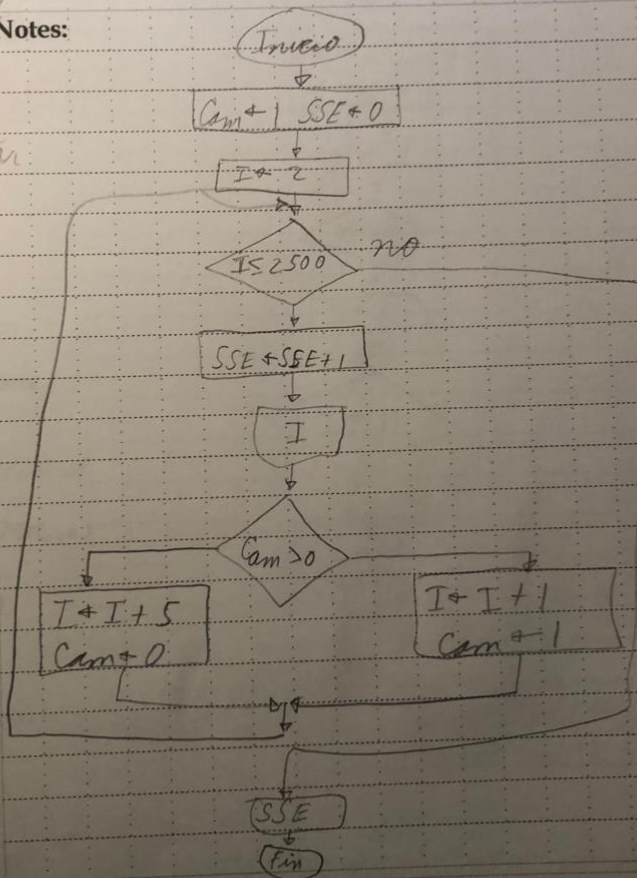 Notes:
Inicio
Cam ← 1 SSE ← 0
I ← 2
I ≤ 2500
no
SSE ← SSE + 1
I
Cam > 0
I ← I + 5
Cam ← 0
I ← I + 1
Cam ← 1
SSE
Fin